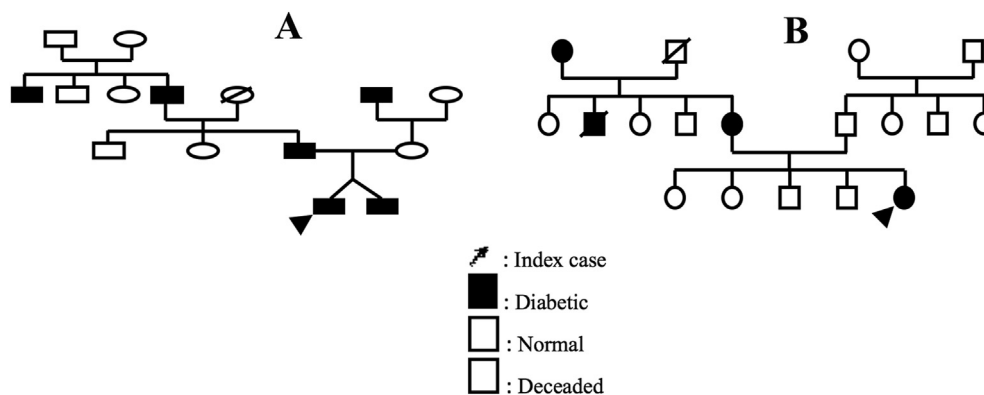 A
B
: Index case
: Diabetic
: Normal
: Deceaded